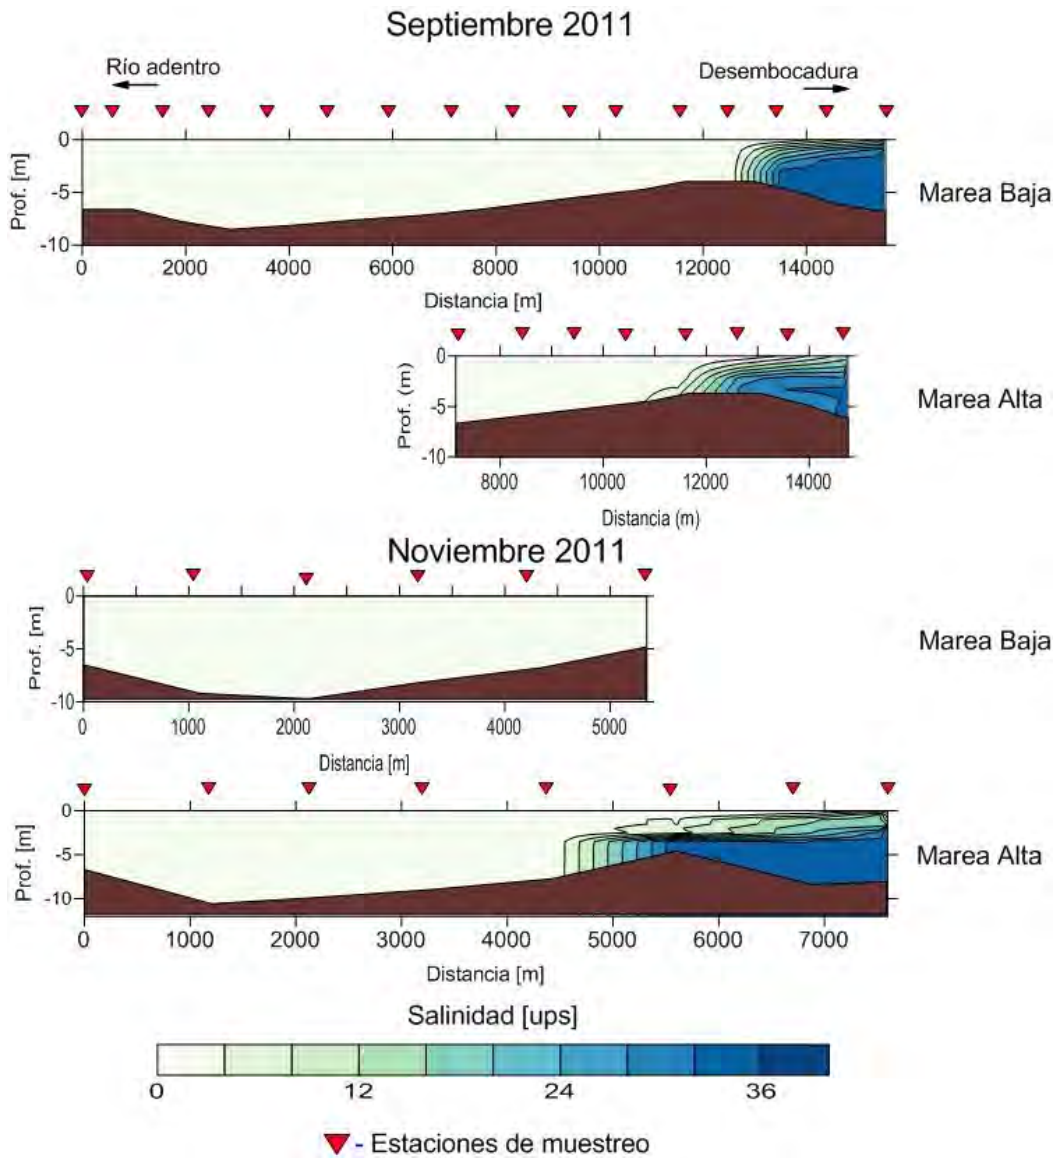 Septiembre 2011
Río adentro
Desembocadura
0
-5
-10
Prof. [m]
Marea Baja
0 2000 4000 6000 8000 10000 12000 14000
Distancia [m]
0
-5
-10
Prof. (m)
Marea Alta
8000 10000 12000 14000
Distancia (m)
Noviembre 2011
0
-5
-10
Prof. [m]
Marea Baja
0 1000 2000 3000 4000 5000
Distancia [m]
0
-5
-10
Prof. [m]
Marea Alta
0 1000 2000 3000 4000 5000 6000 7000
Distancia [m]
Salinidad [ups]
0 12 24 36
- Estaciones de muestreo